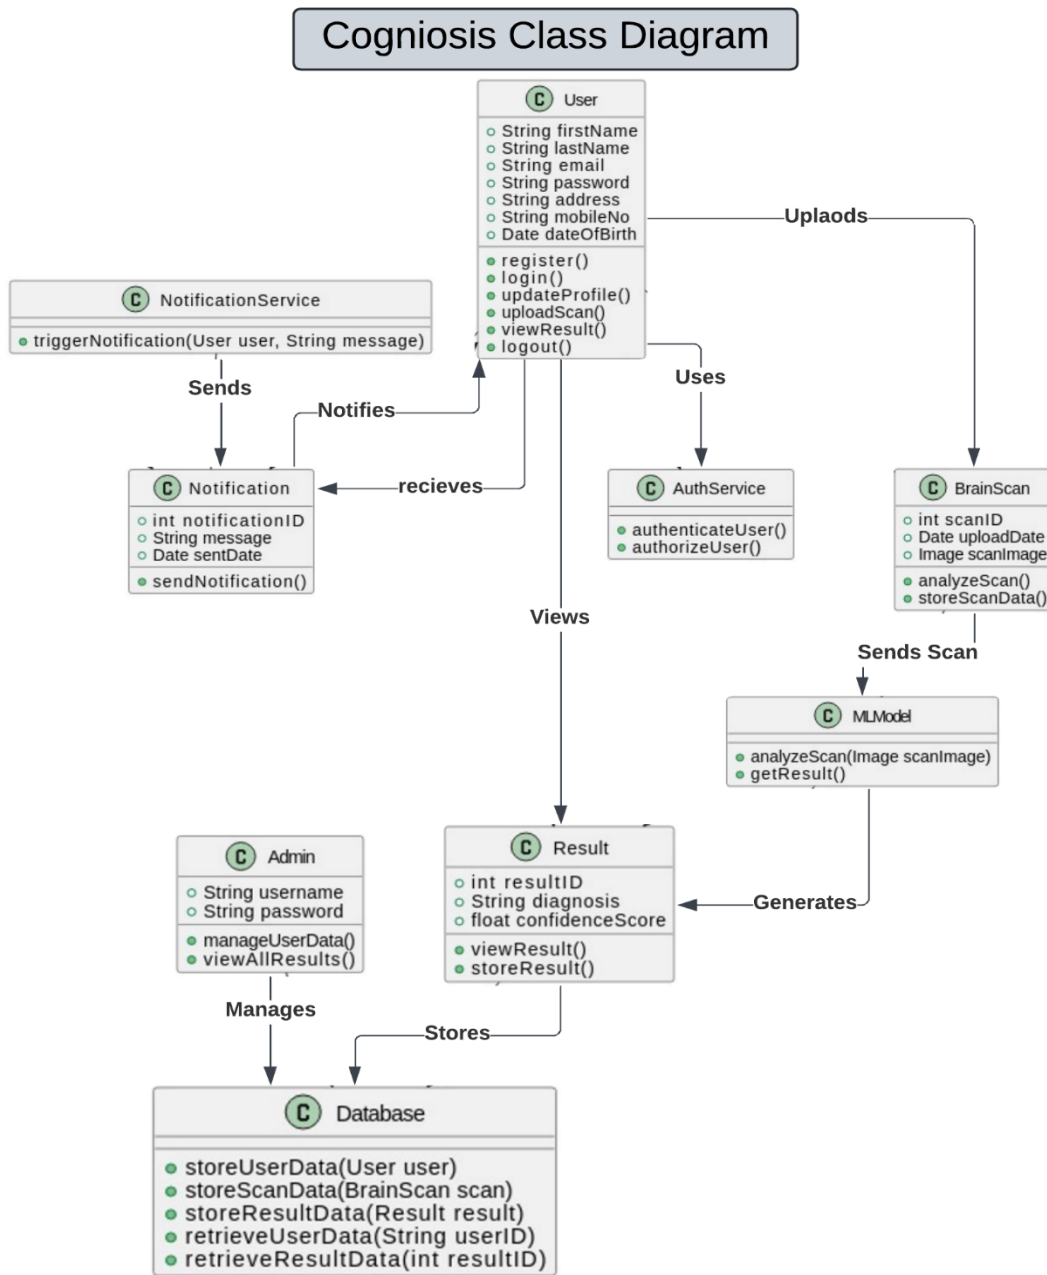 Cogniosis Class Diagram
C User
String firstName
String lastName
String email
String password
String address
String mobileNo
Date dateOfBirth
register()
login()
updateProfile()
uploadScan()
viewResult()
logout()
Uplaods
C NotificationService
triggerNotification(User user, String message)
Sends
Notifies
Uses
recieves
C Notification
int notificationID
String message
Date sentDate
sendNotification()
C AuthService
authenticateUser()
authorizeUser()
C BrainScan
int scanID
Date uploadDate
Image scanImage
analyzeScan()
storeScanData()
Views
Sends Scan
C MLModel
analyzeScan(Image scanImage)
getResult()
Generates
C Admin
String username
String password
manageUserData()
viewAllResults()
C Result
int resultID
String diagnosis
float confidenceScore
viewResult()
storeResult()
Manages
Stores
C Database
storeUserData(User user)
storeScanData(BrainScan scan)
storeResultData(Result result)
retrieveUserData(String userID)
retrieveResultData(int resultID)